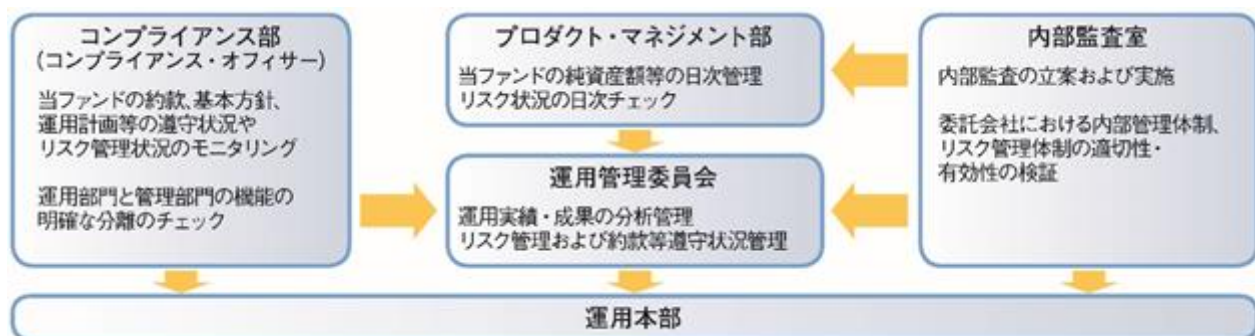 コンプライアンス部
(コンプライアンス・オフィサー)
当ファンドの約款、基本方針、
運用計画等の遵守状況や
リスク管理状況のモニタリング
運用部門と管理部門の機能の
明確な分離のチェック
プロダクト・マネジメント部
当ファンドの純資産額等の日次管理
リスク状況の日次チェック
運用管理委員会
運用実績・成果の分析管理
リスク管理および約款等遵守状況管理
内部監査室
内部監査の立案および実施
委託会社における内部管理体制、
リスク管理体制の適切性・
有効性の検証
運用本部